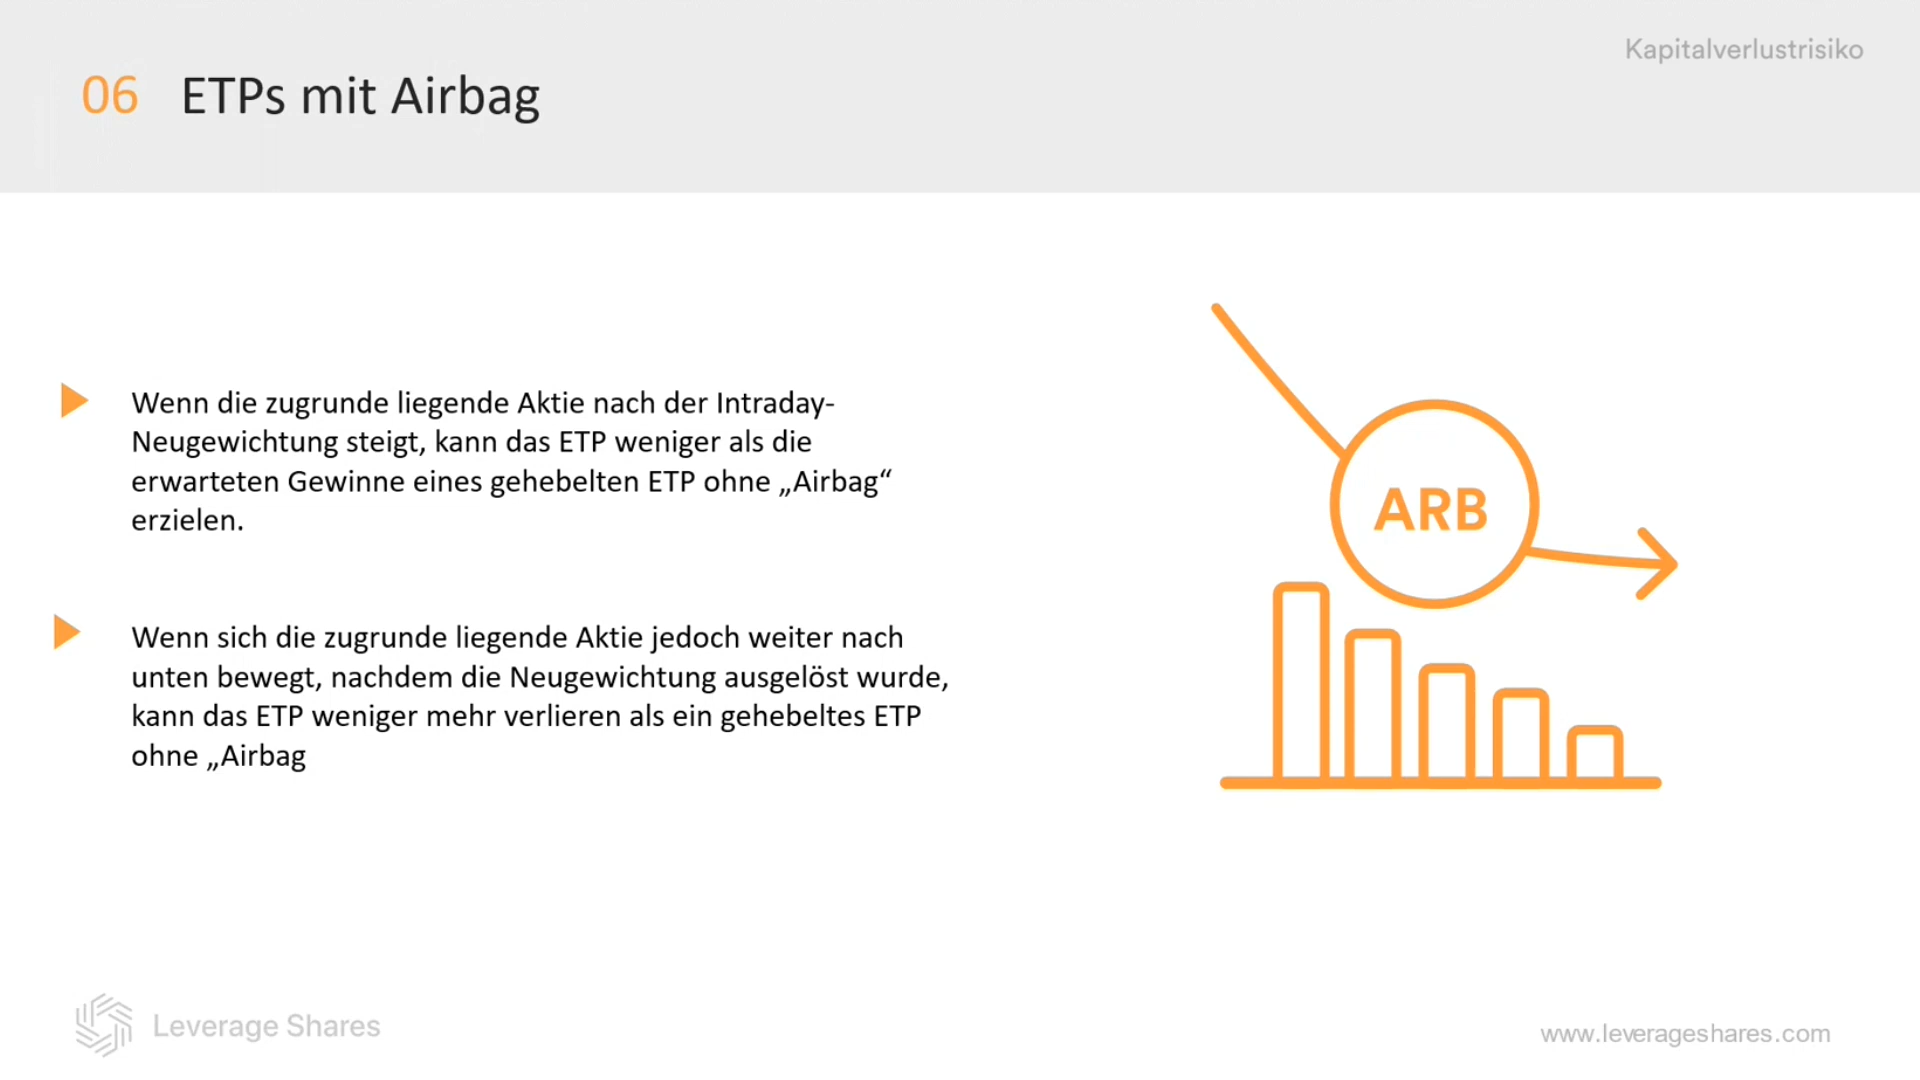 Kapitalverlustrisiko
06 ETPs mit Airbag
Wenn die zugrunde liegende Aktie nach der Intraday-
Neugewichtung steigt, kann das ETP weniger als die
erwarteten Gewinne eines gehebelten ETP ohne „Airbag“
erzielen.
Wenn sich die zugrunde liegende Aktie jedoch weiter nach
unten bewegt, nachdem die Neugewichtung ausgelöst wurde,
kann das ETP weniger mehr verlieren als ein gehebeltes ETP
ohne „Airbag
ARB
Leverage Shares
www.leverageshares.com